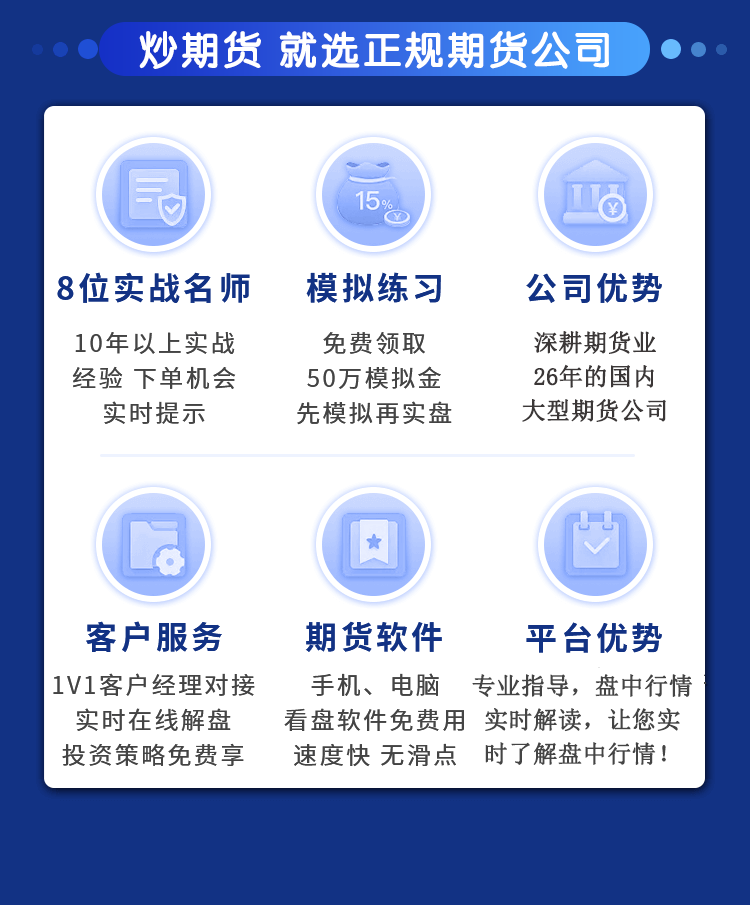 炒期货 就选正规期货公司
15%
¥
¥
8位实战名师
模拟练习
公司优势
10年以上实战
经验 下单机会
实时提示
免费领取
50万模拟金
先模拟再实盘
深耕期货业
26年的国内
大型期货公司
客户服务
期货软件
平台优势
1V1客户经理对接
实时在线解盘
投资策略免费享
手机、电脑
看盘软件免费用
速度快 无滑点
专业指导，盘中行情
实时解读，让您实
时了解盘中行情！